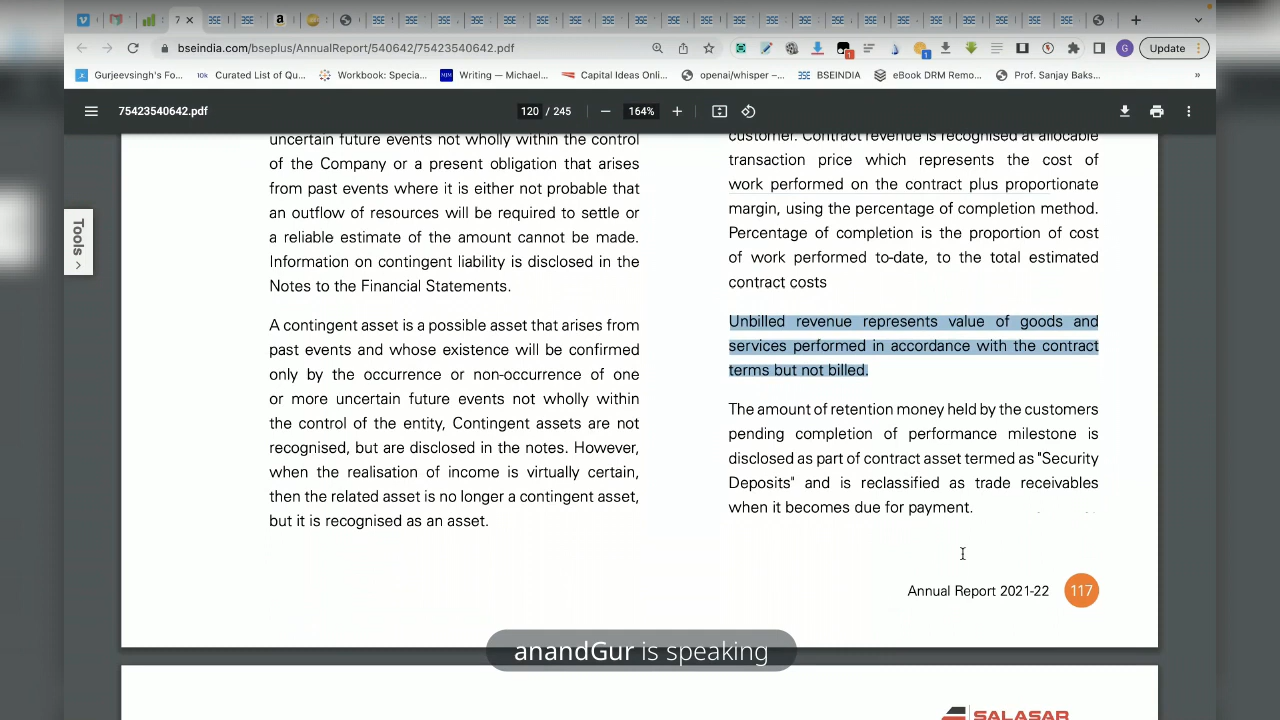 7
bseindia.com/bseplus/AnnualReport/540642/75423540642.pdf
1
1
G
Update
Gurjeevsingh's Fo...
10k Curated List of Qu...
Workbook: Specia...
MJM Writing — Michael...
Capital Ideas Onli...
openai/whisper –...
BSE BSEINDIA
eBook DRM Remo...
Prof. Sanjay Baks...
»
75423540642.pdf
120 / 245
164%
Tools >
uncertain future events not wholly within the control
of the Company or a present obligation that arises
from past events where it is either not probable that
an outflow of resources will be required to settle or
a reliable estimate of the amount cannot be made.
Information on contingent liability is disclosed in the
Notes to the Financial Statements.
A contingent asset is a possible asset that arises from
past events and whose existence will be confirmed
only by the occurrence or non-occurrence of one
or more uncertain future events not wholly within
the control of the entity, Contingent assets are not
recognised, but are disclosed in the notes. However,
when the realisation of income is virtually certain,
then the related asset is no longer a contingent asset,
but it is recognised as an asset.
customer. Contract revenue is recognised at allocable
transaction price which represents the cost of
work performed on the contract plus proportionate
margin, using the percentage of completion method.
Percentage of completion is the proportion of cost
of work performed to-date, to the total estimated
contract costs
Unbilled revenue represents value of goods and
services performed in accordance with the contract
terms but not billed.
The amount of retention money held by the customers
pending completion of performance milestone is
disclosed as part of contract asset termed as "Security
Deposits" and is reclassified as trade receivables
when it becomes due for payment.
Annual Report 2021-22 117
anandGur is speaking
SALASAR